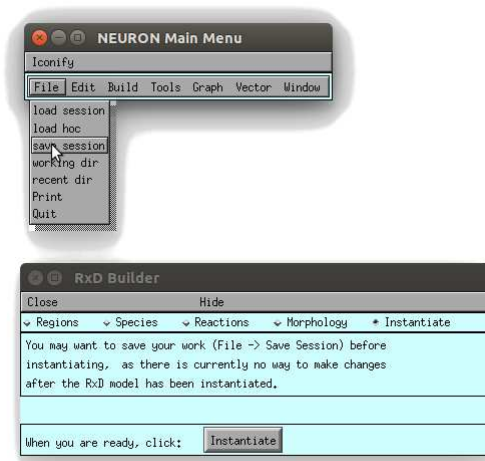 NEURON Main Menu
Iconify
File Edit Build Tools Graph Vector Window
load session
load hoc
save session
working dir
recent dir
Print
Quit
RxD Builder
Close Hide
Regions Species Reactions Morphology Instantiate
You may want to save your work (File -> Save Session) before
instantiating, as there is currently no way to make changes
after the RxD model has been instantiated.
When you are ready, click: Instantiate